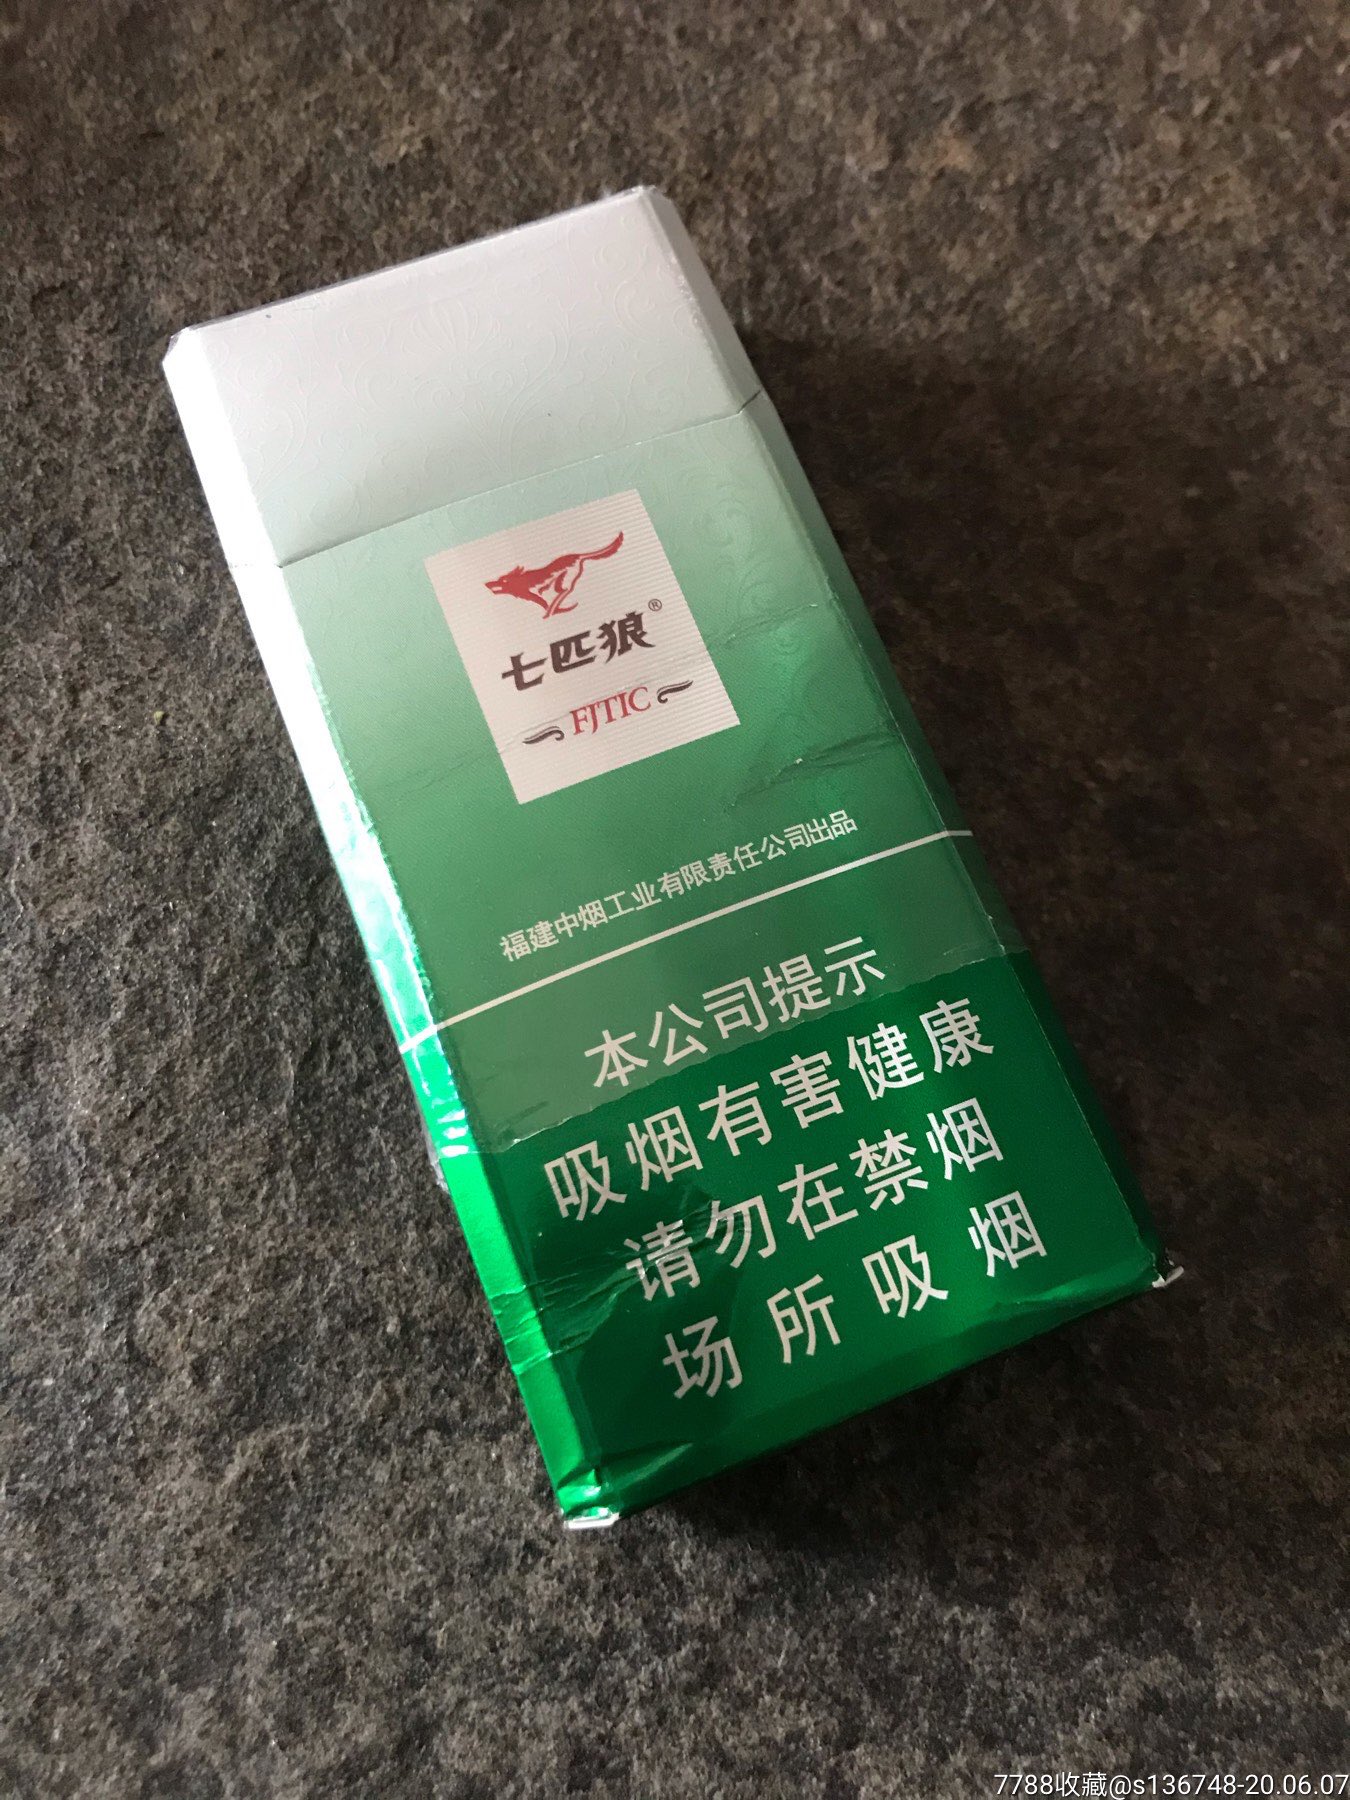 七匹狼®
FJTIC
福建中烟工业有限责任公司出品
本公司提示
吸烟有害健康
请勿在禁烟
场所吸烟
7788收藏@s136748-20.06.07